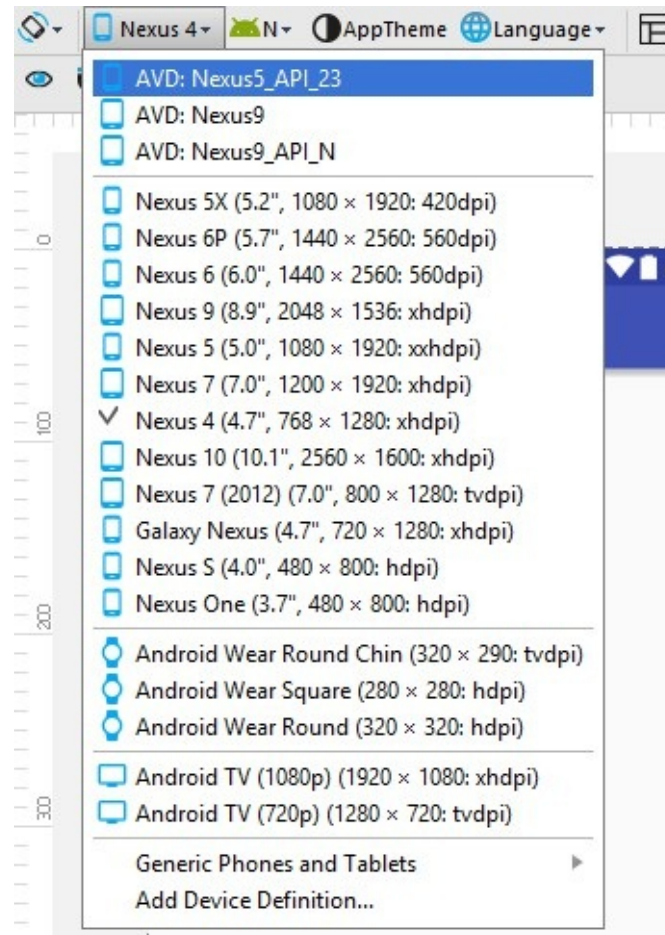 Nexus 4 N AppTheme Language
AVD: Nexus5_API_23
AVD: Nexus9
AVD: Nexus9_API_N
Nexus 5X (5.2", 1080 × 1920: 420dpi)
Nexus 6P (5.7", 1440 × 2560: 560dpi)
0
Nexus 6 (6.0", 1440 × 2560: 560dpi)
Nexus 9 (8.9", 2048 × 1536: xhdpi)
Nexus 5 (5.0", 1080 × 1920: xxhdpi)
Nexus 7 (7.0", 1200 × 1920: xhdpi)
100
Nexus 4 (4.7", 768 × 1280: xhdpi)
Nexus 10 (10.1", 2560 × 1600: xhdpi)
Nexus 7 (2012) (7.0", 800 × 1280: tvdpi)
Galaxy Nexus (4.7", 720 × 1280: xhdpi)
Nexus S (4.0", 480 × 800: hdpi)
Nexus One (3.7", 480 × 800: hdpi)
200
Android Wear Round Chin (320 × 290: tvdpi)
Android Wear Square (280 × 280: hdpi)
Android Wear Round (320 × 320: hdpi)
Android TV (1080p) (1920 × 1080: xhdpi)
300
Android TV (720p) (1280 × 720: tvdpi)
Generic Phones and Tablets
Add Device Definition...